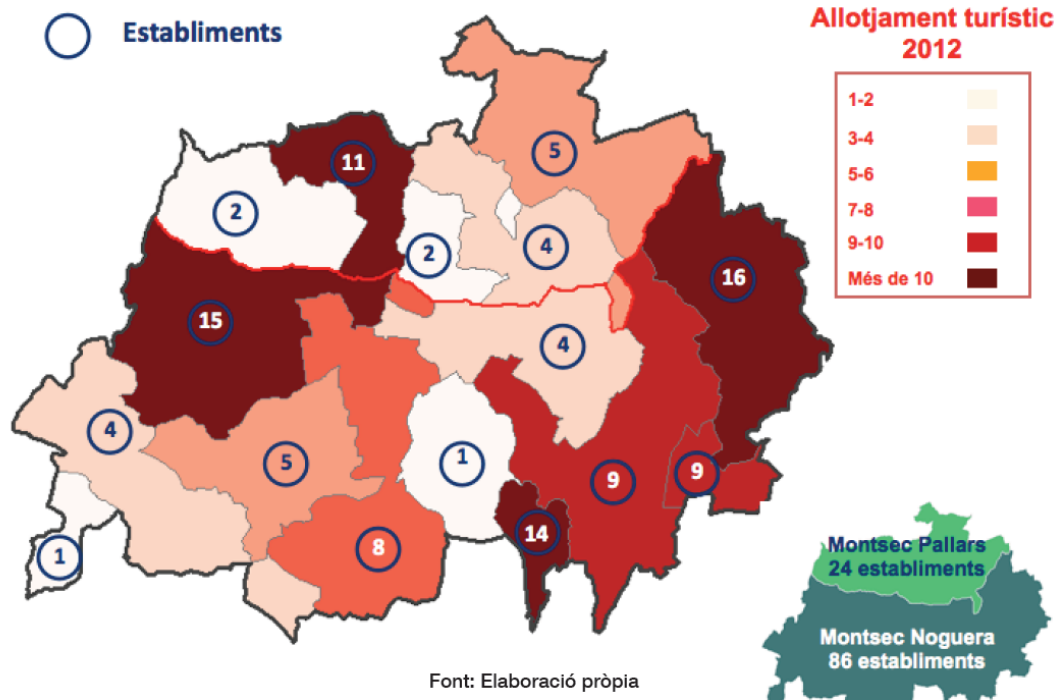 Establiments
Allotjament turístic
2012
1-2
3-4
5-6
7-8
9-10
Més de 10
5
11
2
2
4
16
15
4
4
5
1
9
9
14
8
1
Montsec Pallars
24 establiments
Montsec Noguera
86 establiments
Font: Elaboració pròpia